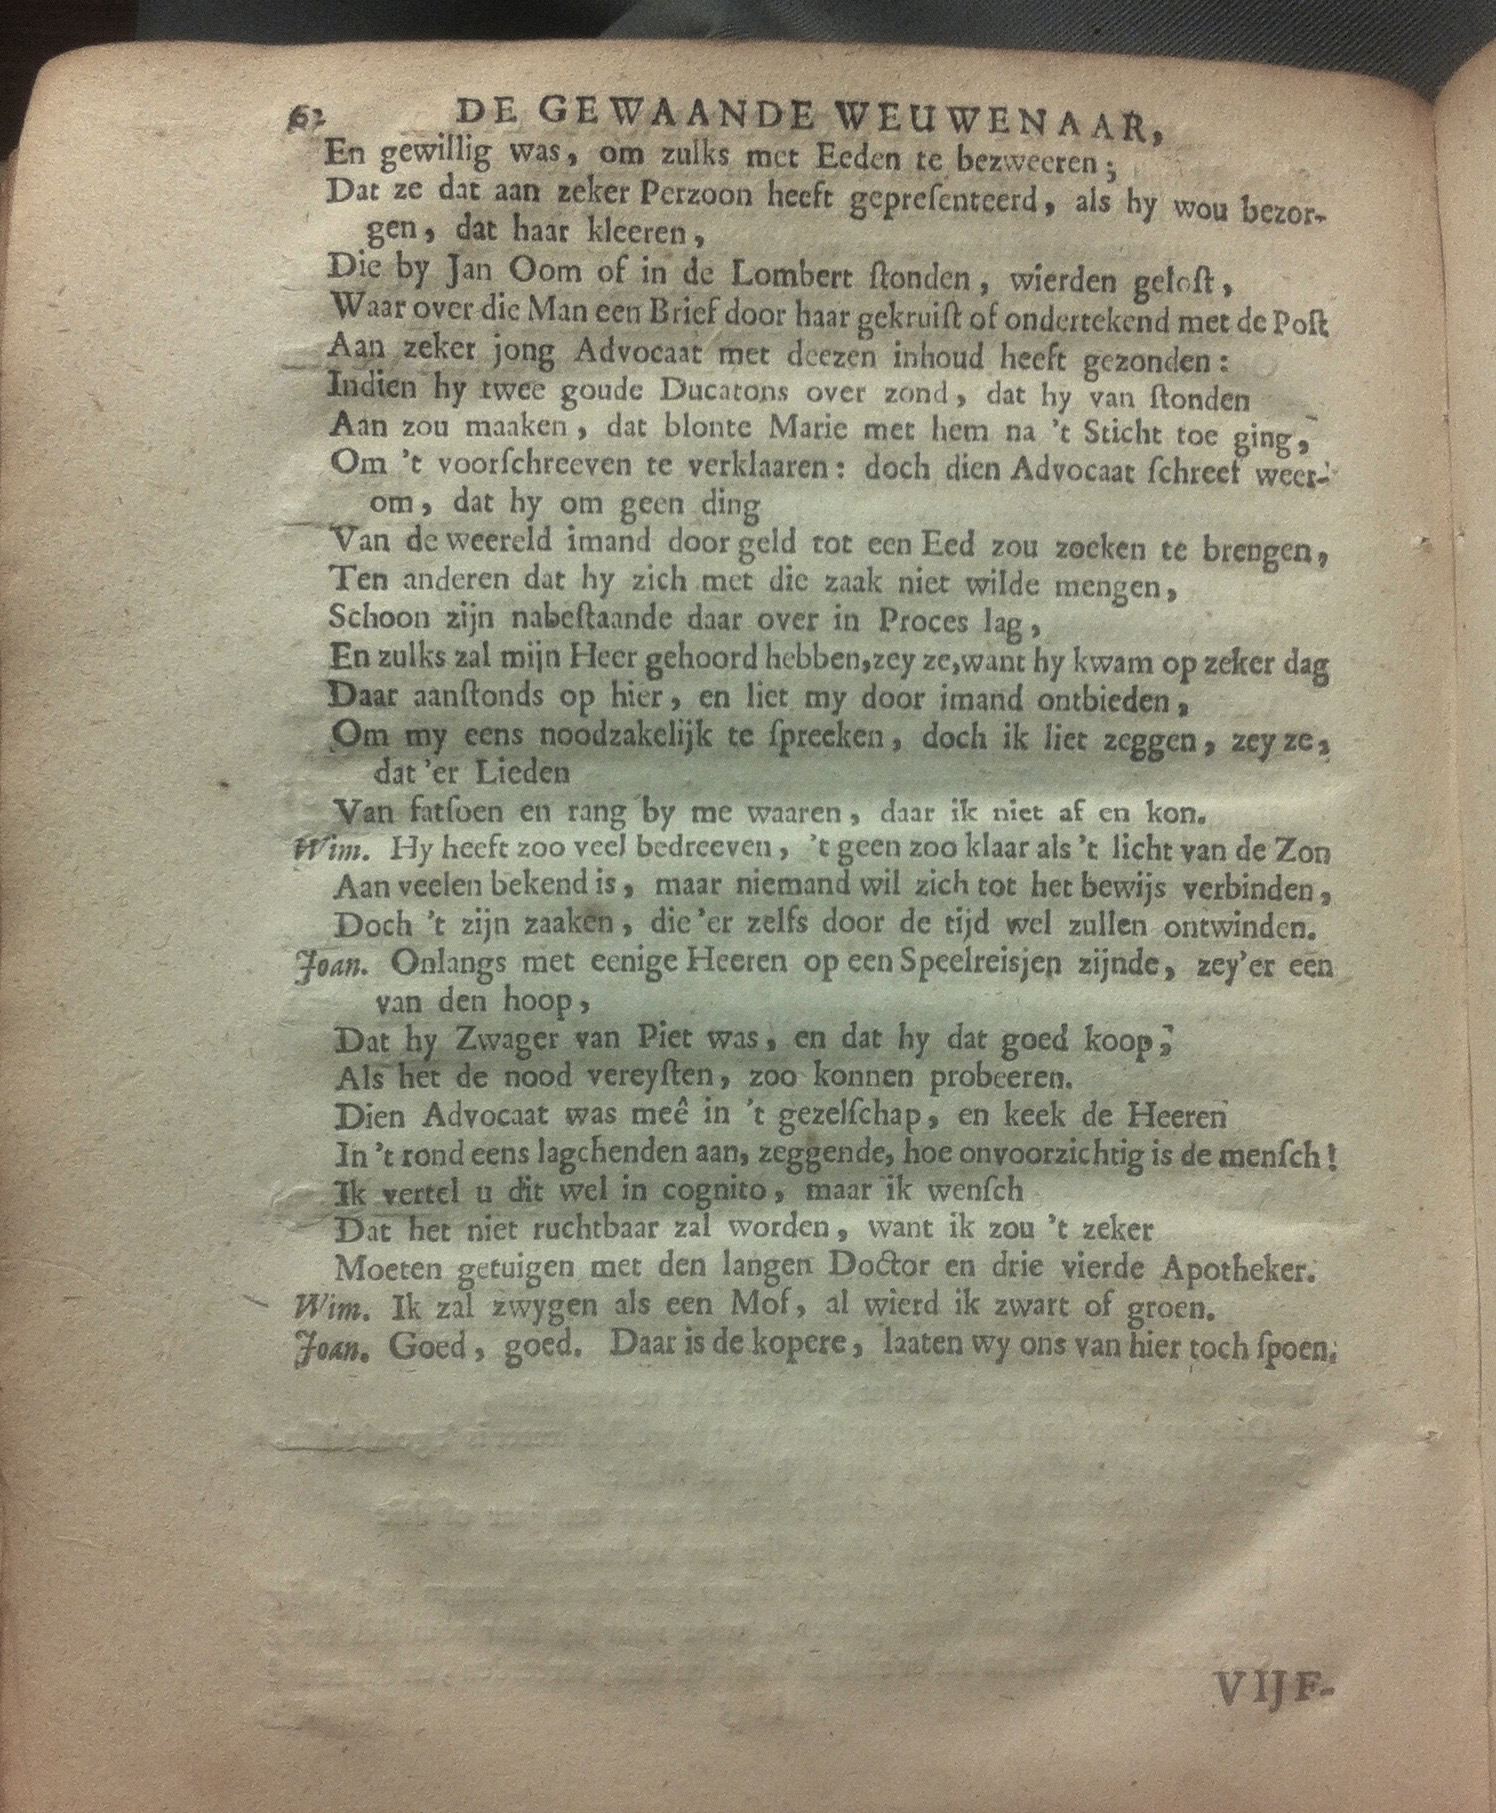 62 DE GEWAANDE WEUWENAAR,
En gewillig was, om zulks met Eeden te bezweeren;
Dat ze dat aan zeker Perzoon heeft gepreſenteerd, als hy wou bezor-
gen, dat haar kleeren,
Die by Jan Oom of in de Lombert ſtonden, wierden geloſt,
Waar over die Man een Brief door haar gekruiſt of ondertekend met de Poſt
Aan zeker jong Advocaat met deezen inhoud heeft gezonden:
Indien hy twee goude Ducatons over zond, dat hy van ſtonden
Aan zou maaken, dat blonte Marie met hem na 't Sticht toe ging,
Om 't voorſchreeven te verklaaren: doch dien Advocaat ſchreef weer-
om, dat hy om geen ding
Van de weereld imand door geld tot een Eed zou zoeken te brengen,
Ten anderen dat hy zich met die zaak niet wilde mengen,
Schoon zijn nabeſtaande daar over in Proces lag,
En zulks zal mijn Heer gehoord hebben, zey ze, want hy kwam op zeker dag
Daar aanſtonds op hier, en liet my door imand ontbieden,
Om my eens noodzakelijk te ſpreeken, doch ik liet zeggen, zey ze,
dat 'er Lieden
Van fatſoen en rang by me waaren, daar ik niet af en kon.
Wim. Hy heeft zoo veel bedreeven, 't geen zoo klaar als 't licht van de Zon
Aan veelen bekend is, maar niemand wil zich tot het bewijs verbinden,
Doch 't zijn zaaken, die 'er zelfs door de tijd wel zullen ontwinden.
Joan. Onlangs met eenige Heeren op een Speelreisjen zijnde, zey'er een
van den hoop,
Dat hy Zwager van Piet was, en dat hy dat goed koop,
Als het de nood vereyſten, zoo konnen probeeren.
Dien Advocaat was meê in 't gezelſchap, en keek de Heeren
In 't rond eens lagchenden aan, zeggende, hoe onvoorzichtig is de menſch!
Ik vertel u dit wel in cognito, maar ik wenſch
Dat het niet ruchtbaar zal worden, want ik zou 't zeker
Moeten getuigen met den langen Doctor en drie vierde Apotheker.
Wim. Ik zal zwygen als een Mof, al wierd ik zwart of groen.
Joan. Goed, goed. Daar is de kopere, laaten wy ons van hier toch ſpoen.
VIJF-